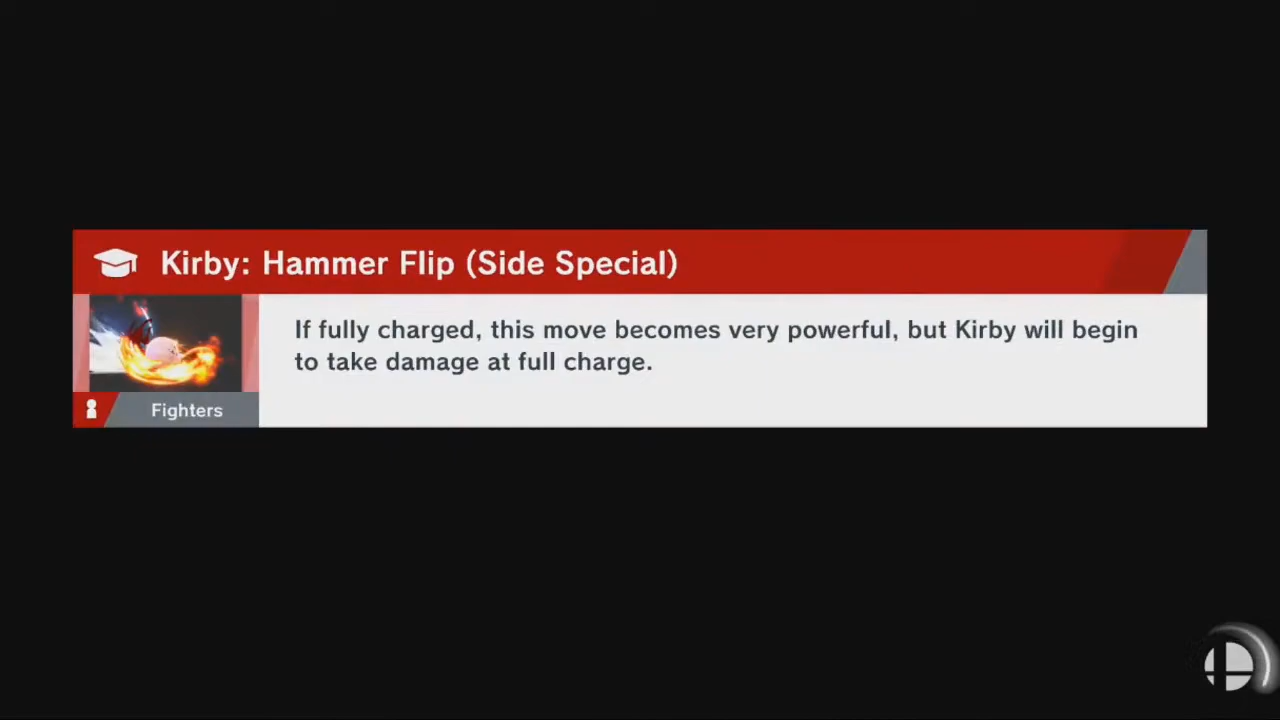 Kirby: Hammer Flip (Side Special)
If fully charged, this move becomes very powerful, but Kirby will begin
to take damage at full charge.
Fighters